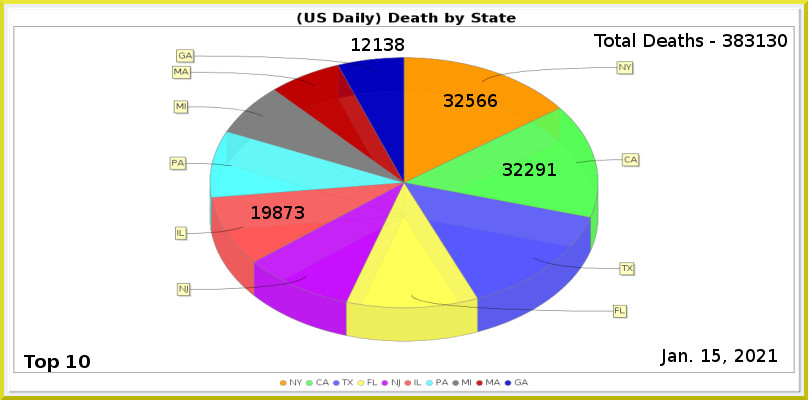 (US Daily) Death by State
Total Deaths - 383130
12138
GA
MA
NY
MI
32566
PA
CA
32291
19873
IL
TX
NJ
FL
Top 10
Jan. 15, 2021
NY CA TX FL NJ IL PA MI MA GA